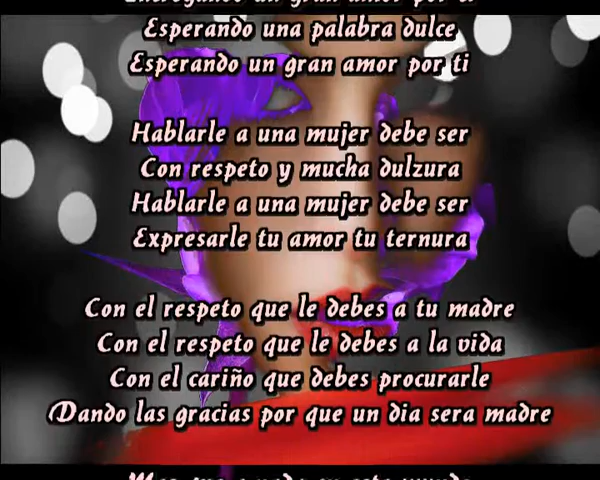 Esperando una palabra dulce
Esperando un gran amor por ti
Hablarle a una mujer debe ser
Con respeto y mucha dulzura
Hablarle a una mujer debe ser
Expresarle tu amor tu ternura
Con el respeto que le debes a tu madre
Con el respeto que le debes a la vida
Con el cariño que debes procurarle
Dando las gracias por que un dia sera madre